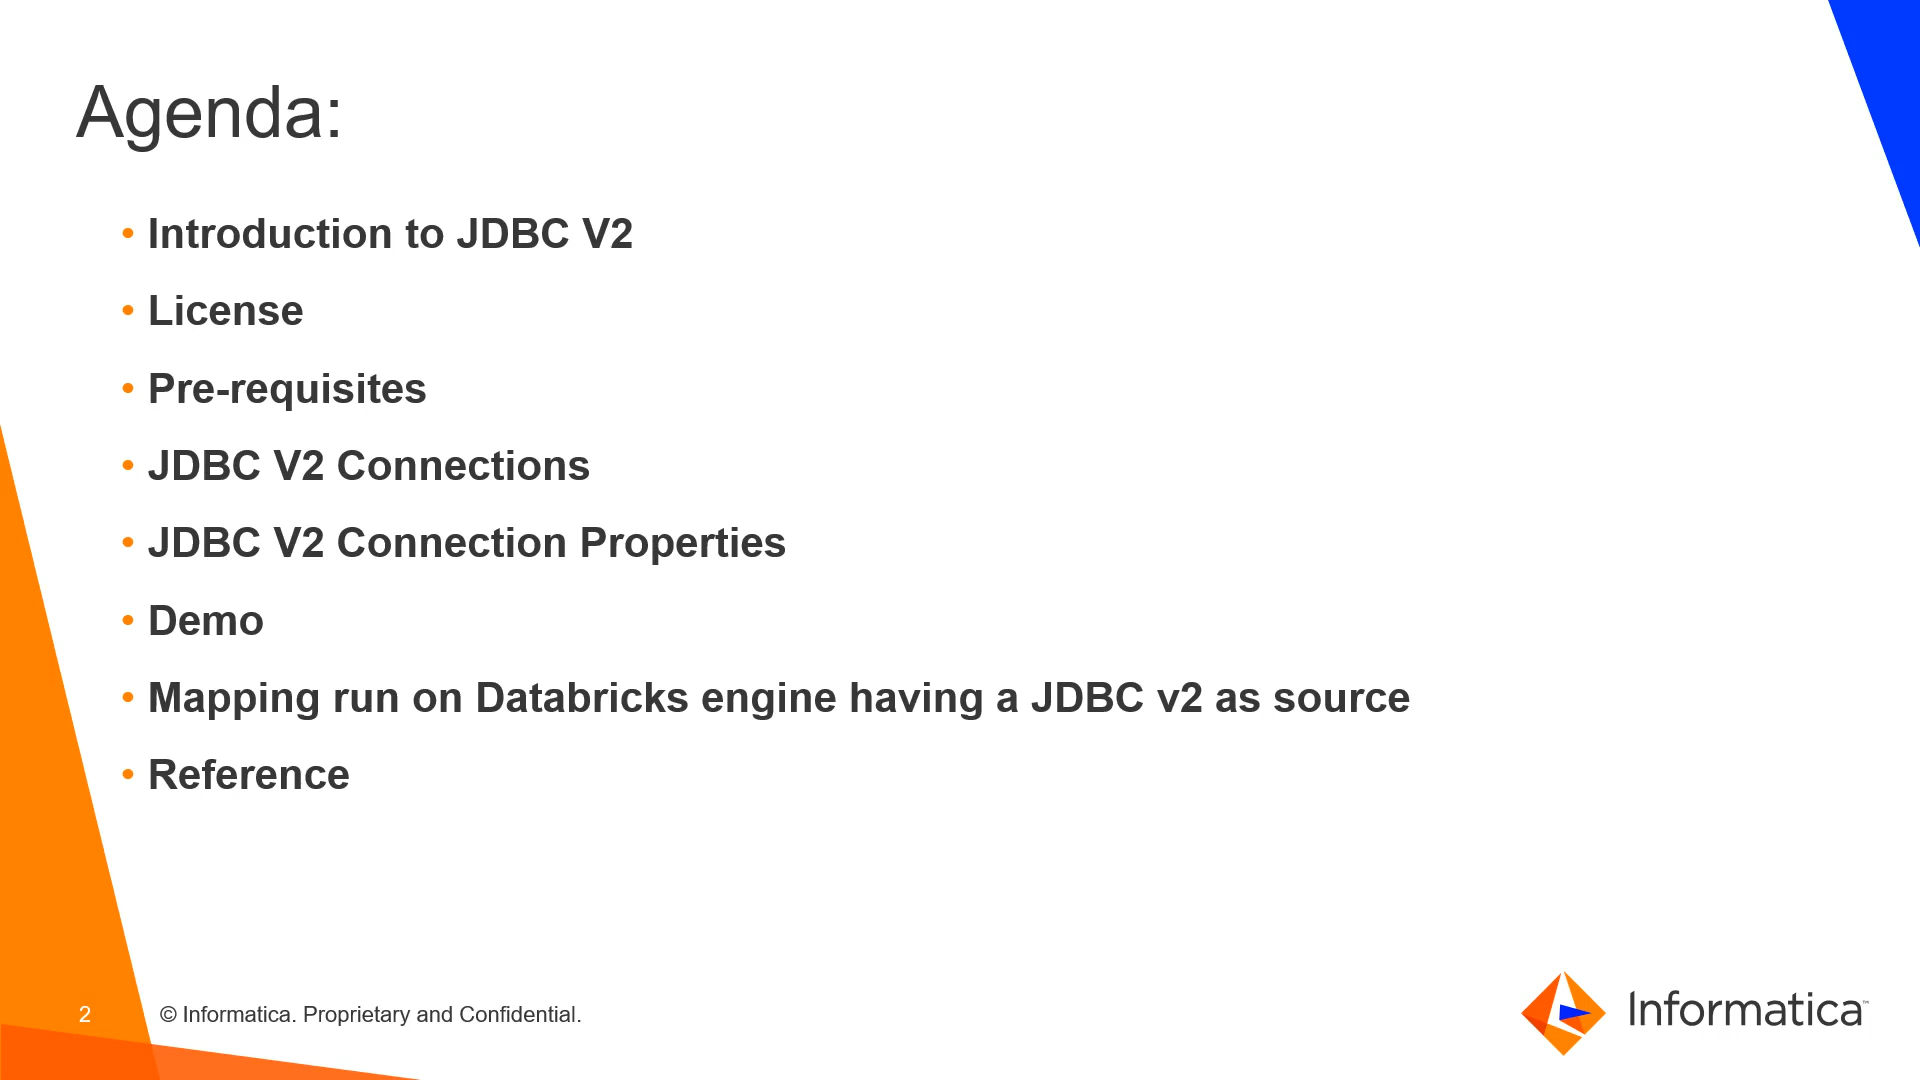 Agenda:
• Introduction to JDBC V2
• License
• Pre-requisites
• JDBC V2 Connections
• JDBC V2 Connection Properties
• Demo
• Mapping run on Databricks engine having a JDBC v2 as source
• Reference
2
© Informatica. Proprietary and Confidential.
Informatica™